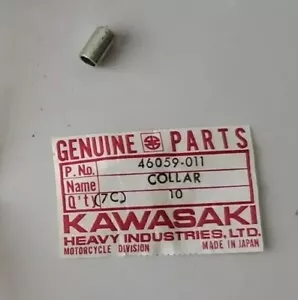 GENUINE PARTS
P.No. 46059-011
Name COLLAR
Q'ty (7C) 10
KAWASAKI
HEAVY INDUSTRIES, LTD.
MOTORCYCLE DIVISION MADE IN JAPAN